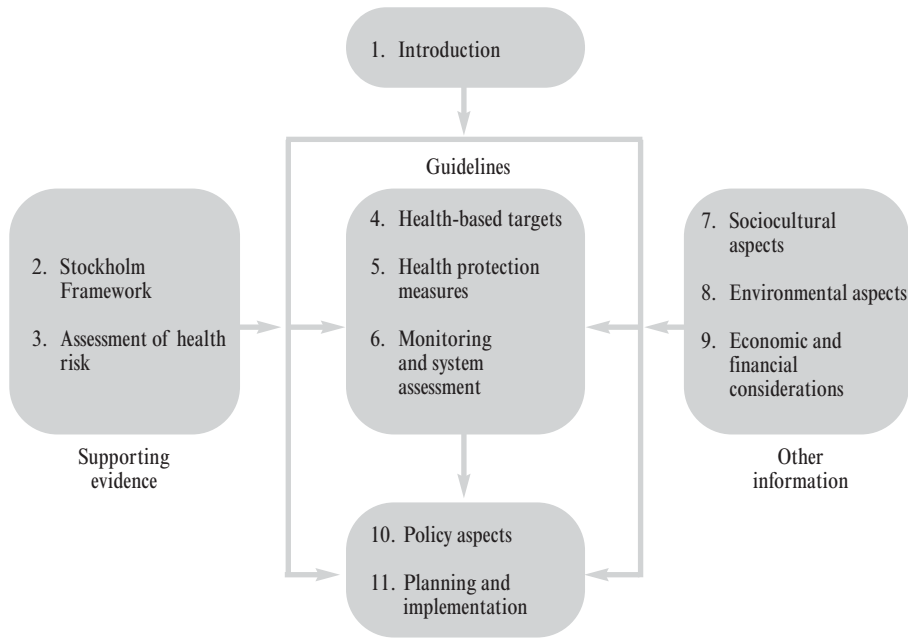 1. Introduction
Guidelines
2. Stockholm
Framework
3. Assessment of health
risk
Supporting
evidence
4. Health-based targets
5. Health protection
measures
6. Monitoring
and system
assessment
7. Sociocultural
aspects
8. Environmental aspects
9. Economic and
financial
considerations
Other
information
10. Policy aspects
11. Planning and
implementation